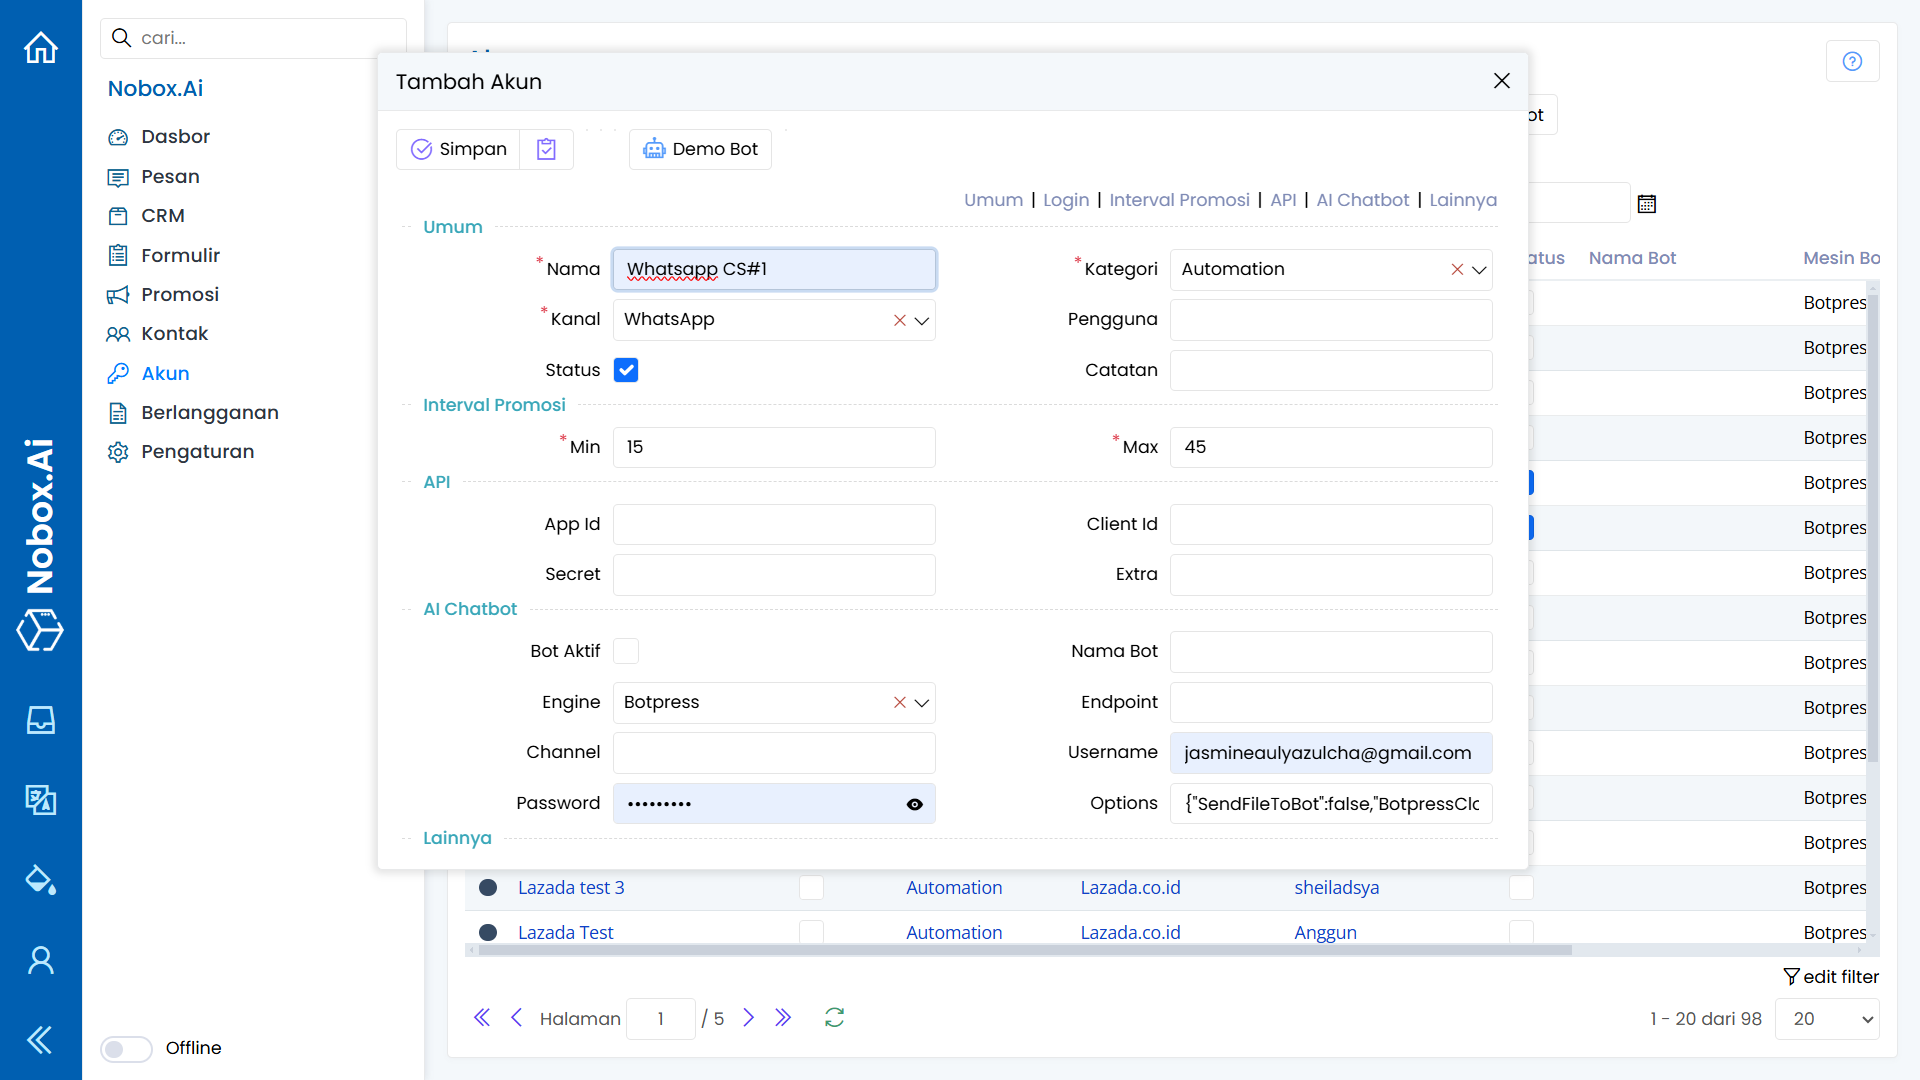 cari...
Nobox.Ai
Dasbor
Pesan
CRM
Formulir
Promosi
Kontak
Akun
Berlangganan
Pengaturan
Nobox.Ai
Offline
Tambah Akun
Simpan
Demo Bot
Umum | Login | Interval Promosi | API | AI Chatbot | Lainnya
Umum
*Nama Whatsapp CS#1
*Kategori Automation
*Kanal WhatsApp
Pengguna
Status
Catatan
Interval Promosi
*Min 15
*Max 45
API
App Id
Client Id
Secret
Extra
AI Chatbot
Bot Aktif
Nama Bot
Engine Botpress
Endpoint
Channel
Username jasmineaulyazulcha@gmail.com
Password •••••••••
Options {"SendFileToBot":false,"BotpressClo
Lainnya
ot
atus Nama Bot Mesin Bo
Botpres
Botpres
Botpres
Botpres
Botpres
Botpres
Botpres
Botpres
Botpres
Botpres
Botpres
Botpres
Botpres
Lazada test 3 Automation Lazada.co.id sheiladsya Botpres
Lazada Test Automation Lazada.co.id Anggun Botpres
edit filter
Halaman 1 / 5
1 - 20 dari 98 20